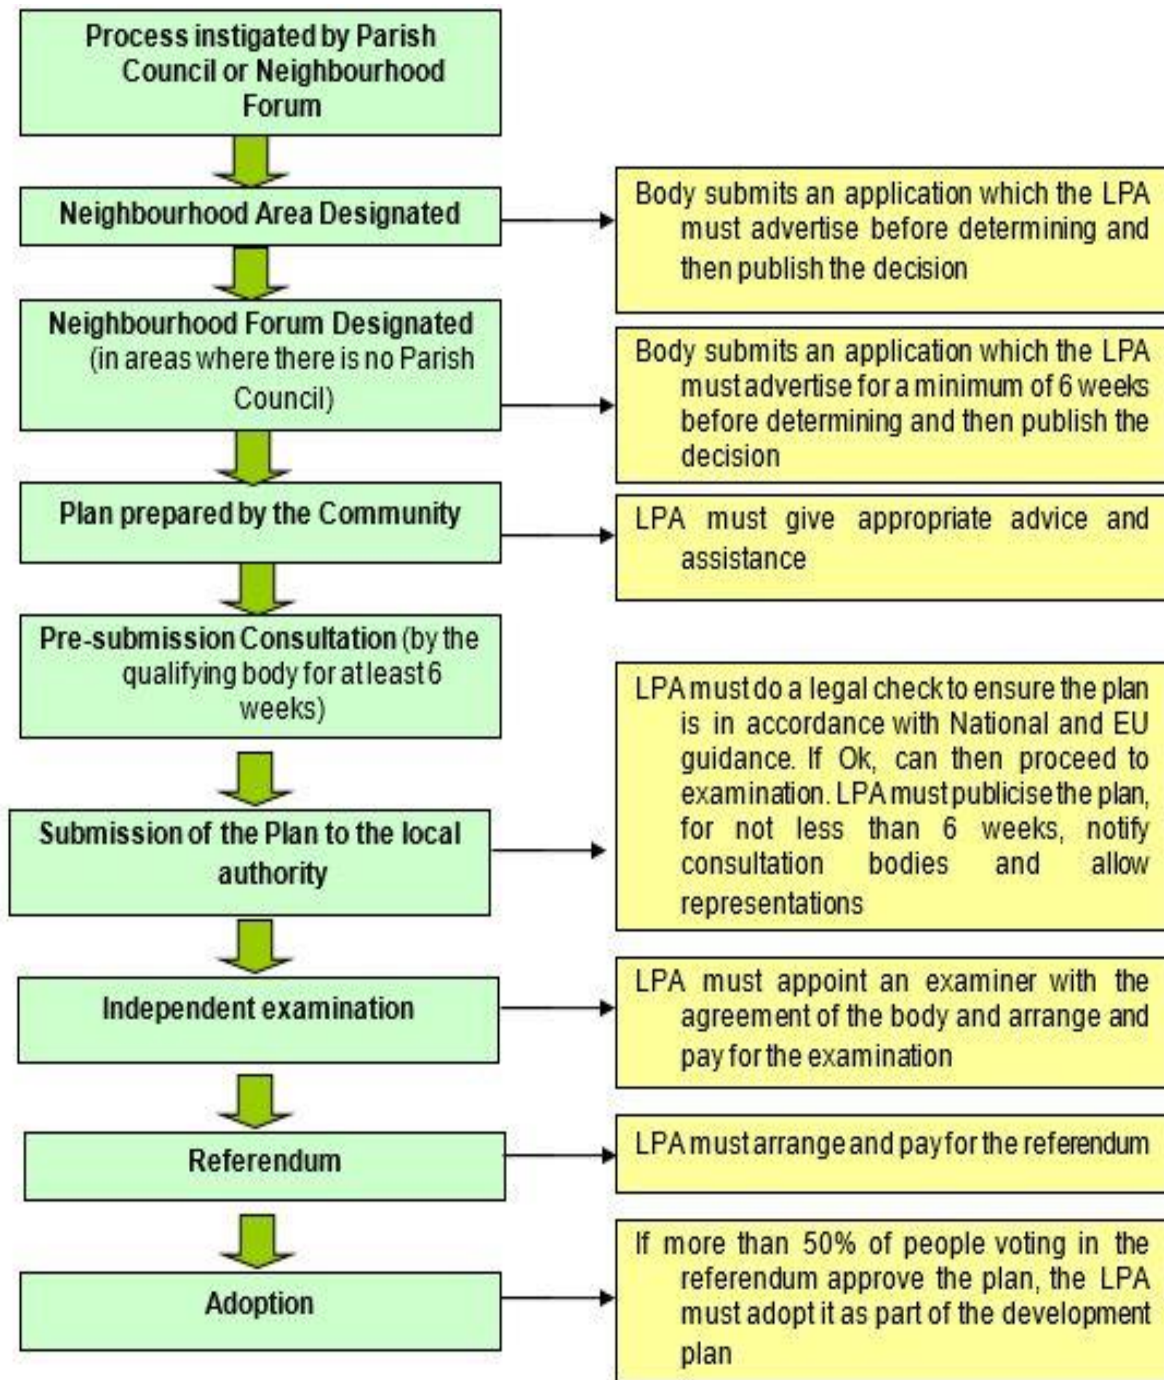 Process instigated by Parish
Council or Neighbourhood
Forum
Neighbourhood Area Designated
Body submits an application which the LPA
must advertise before determining and
then publish the decision
Neighbourhood Forum Designated
(in areas where there is no Parish
Council)
Body submits an application which the LPA
must advertise for a minimum of 6 weeks
before determining and then publish the
decision
Plan prepared by the Community
LPA must give appropriate advice and
assistance
Pre-submission Consultation (by the
qualifying body for at least 6
weeks)
Submission of the Plan to the local
authority
LPA must do a legal check to ensure the plan
is in accordance with National and EU
guidance. If Ok, can then proceed to
examination. LPA must publicise the plan,
for not less than 6 weeks, notify
consultation bodies and allow
representations
Independent examination
LPA must appoint an examiner with the
agreement of the body and arrange and
pay for the examination
Referendum
LPA must arrange and pay for the referendum
Adoption
If more than 50% of people voting in the
referendum approve the plan, the LPA
must adopt it as part of the development
plan